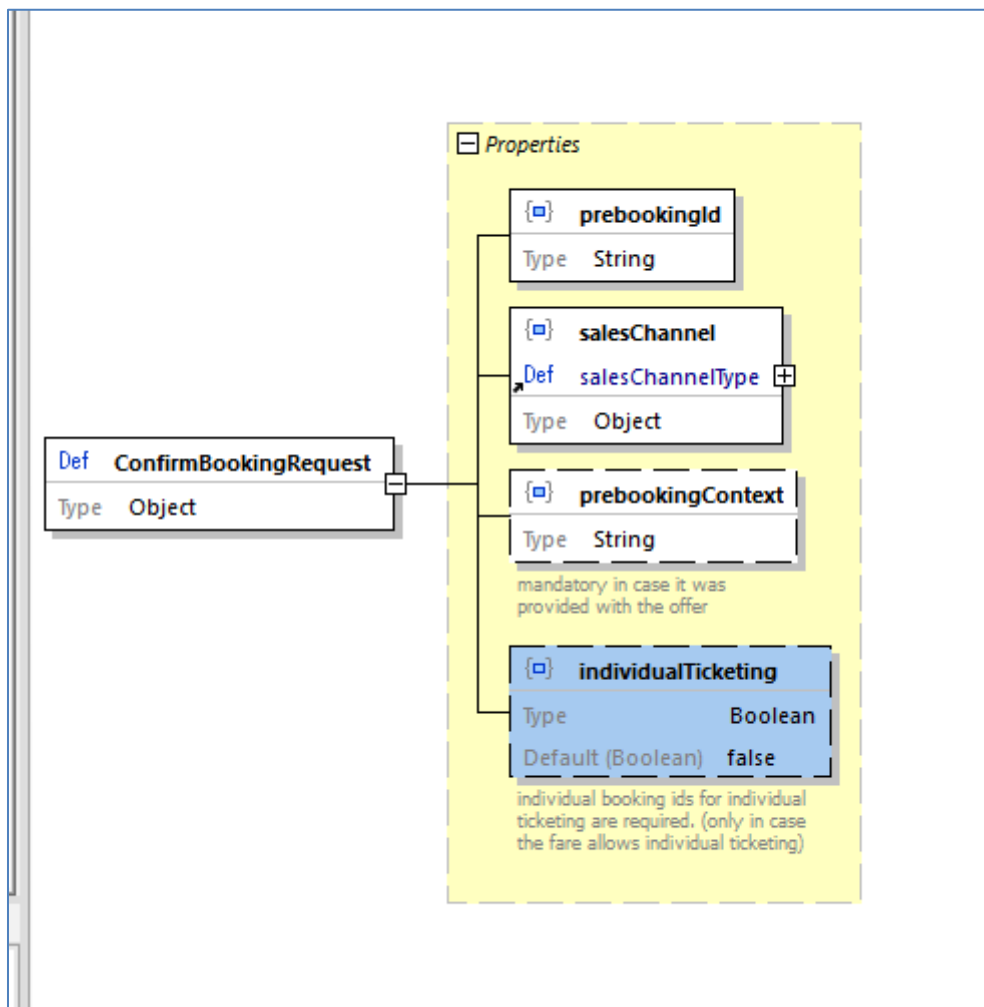 Properties
prebookingId
Type String
salesChannel
Def salesChannelType
Type Object
Def ConfirmBookingRequest
Type Object
prebookingContext
Type String
mandatory in case it was
provided with the offer
individualTicketing
Type Boolean
Default (Boolean) false
individual booking ids for individual
ticketing are required. (only in case
the fare allows individual ticketing)